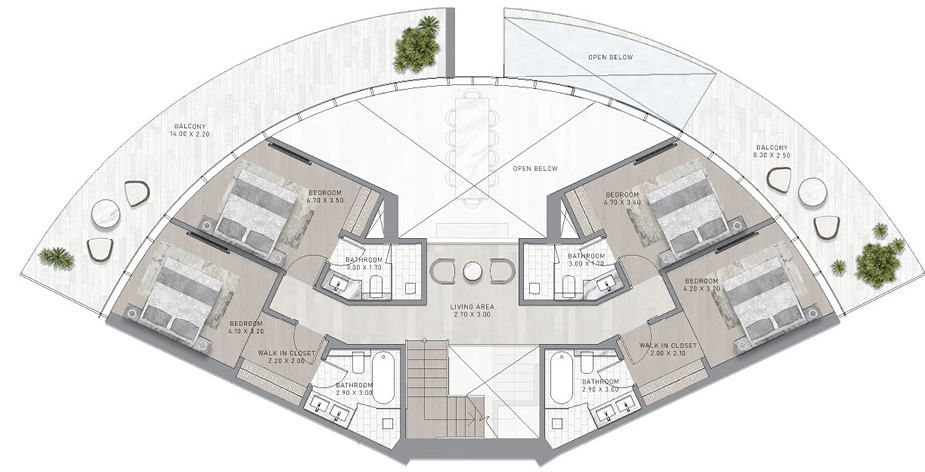 OPEN BELOW
BALCONY
14.00 X 2.20
BALCONY
8.30 X 2.50
OPEN BELOW
BEDROOM
4.70 X 3.50
BEDROOM
4.70 X 3.40
BATHROOM
3.00 X 1.70
BATHROOM
3.00 X 1.70
BEDROOM
4.20 X 3.20
LIVING AREA
2.70 X 3.00
BEDROOM
4.10 X 3.20
WALK IN CLOSET
2.20 X 2.00
WALK IN CLOSET
2.00 X 2.10
BATHROOM
2.90 X 3.00
BATHROOM
2.90 X 3.00